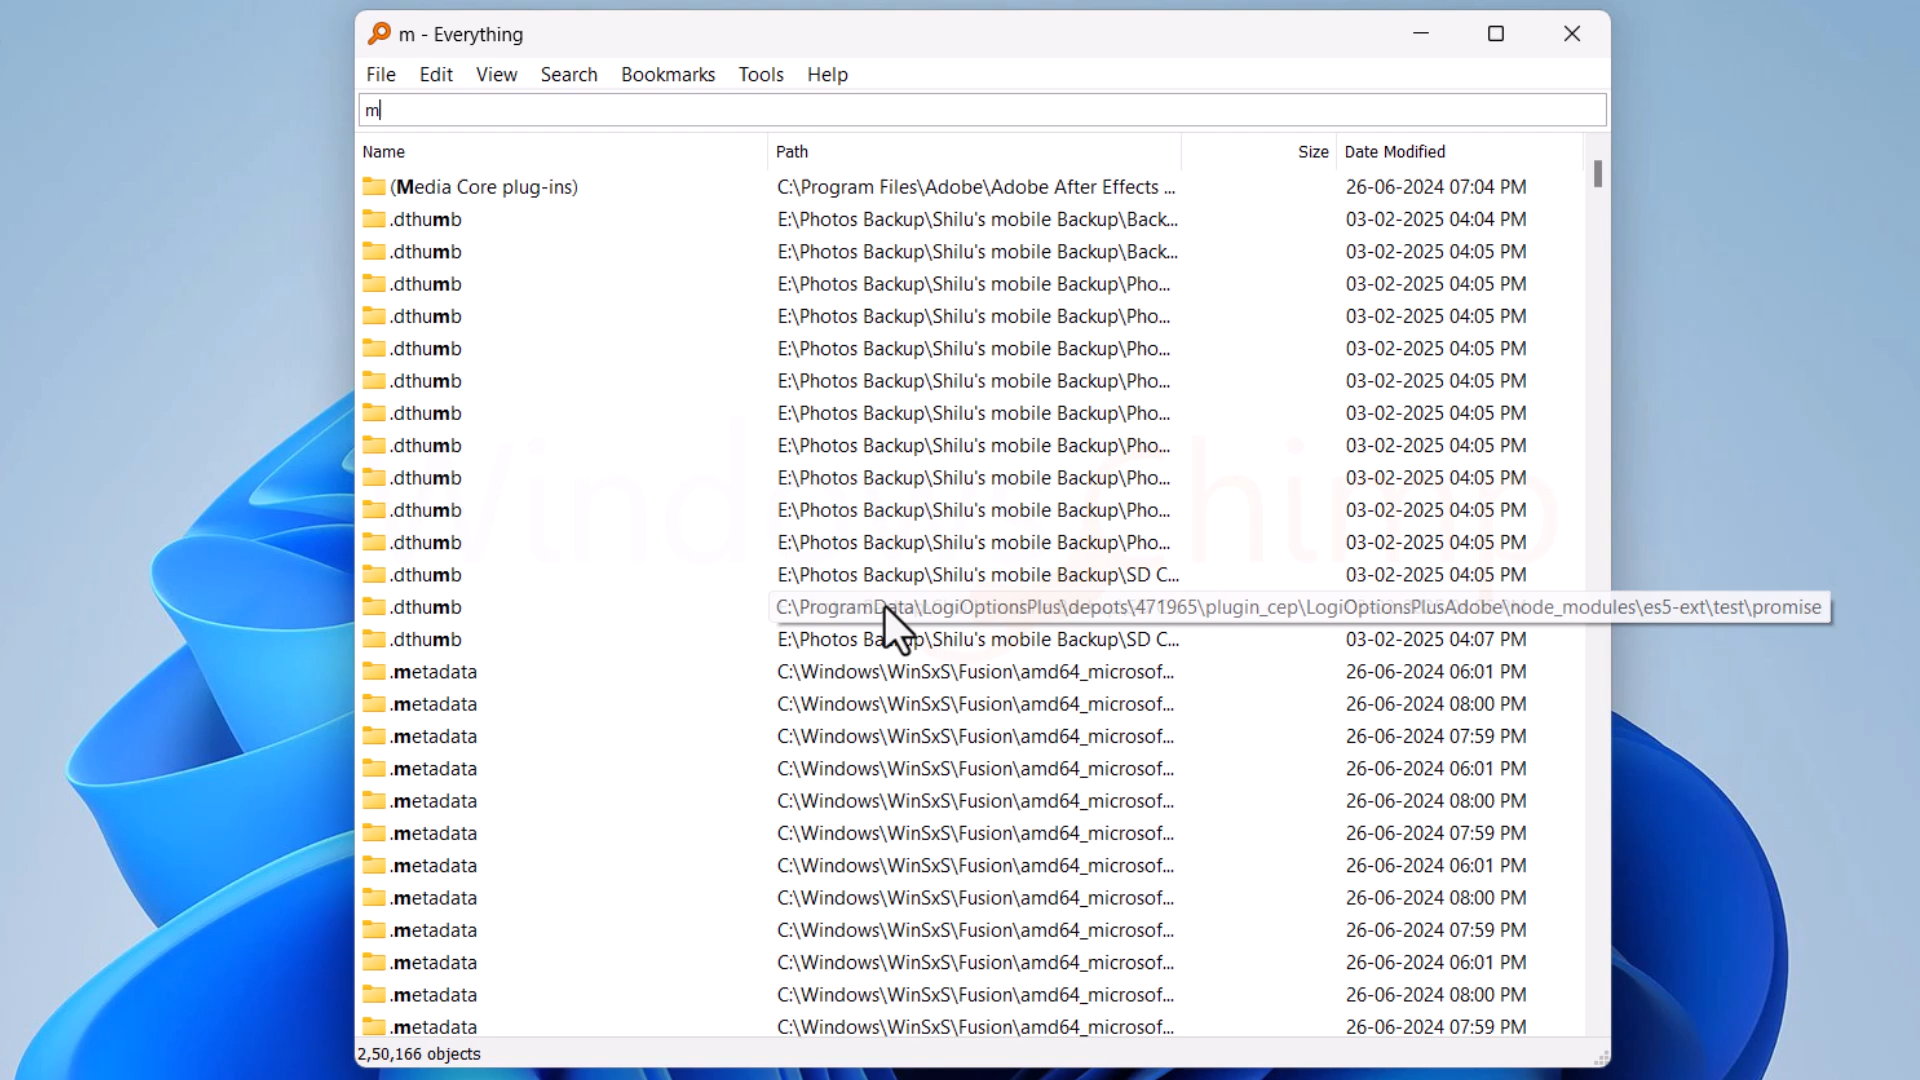 m - Everything
File Edit View Search Bookmarks Tools Help
m
Name Path Size Date Modified
(Media Core plug-ins) C:\Program Files\Adobe\Adobe After Effects ... 26-06-2024 07:04 PM
.dthumb E:\Photos Backup\Shilu's mobile Backup\Back... 03-02-2025 04:04 PM
.dthumb E:\Photos Backup\Shilu's mobile Backup\Back... 03-02-2025 04:05 PM
.dthumb E:\Photos Backup\Shilu's mobile Backup\Pho... 03-02-2025 04:05 PM
.dthumb E:\Photos Backup\Shilu's mobile Backup\Pho... 03-02-2025 04:05 PM
.dthumb E:\Photos Backup\Shilu's mobile Backup\Pho... 03-02-2025 04:05 PM
.dthumb E:\Photos Backup\Shilu's mobile Backup\Pho... 03-02-2025 04:05 PM
.dthumb E:\Photos Backup\Shilu's mobile Backup\Pho... 03-02-2025 04:05 PM
.dthumb E:\Photos Backup\Shilu's mobile Backup\Pho... 03-02-2025 04:05 PM
.dthumb E:\Photos Backup\Shilu's mobile Backup\Pho... 03-02-2025 04:05 PM
.dthumb E:\Photos Backup\Shilu's mobile Backup\Pho... 03-02-2025 04:05 PM
.dthumb E:\Photos Backup\Shilu's mobile Backup\Pho... 03-02-2025 04:05 PM
.dthumb E:\Photos Backup\Shilu's mobile Backup\SD C... 03-02-2025 04:05 PM
.dthumb C:\ProgramData\LogiOptionsPlus\depots\471965\plugin_cep\LogiOptionsPlusAdobe\node_modules\es5-ext\test\promise
.dthumb E:\Photos Backup\Shilu's mobile Backup\SD C... 03-02-2025 04:07 PM
.metadata C:\Windows\WinSxS\Fusion\amd64_microsof... 26-06-2024 06:01 PM
.metadata C:\Windows\WinSxS\Fusion\amd64_microsof... 26-06-2024 08:00 PM
.metadata C:\Windows\WinSxS\Fusion\amd64_microsof... 26-06-2024 07:59 PM
.metadata C:\Windows\WinSxS\Fusion\amd64_microsof... 26-06-2024 06:01 PM
.metadata C:\Windows\WinSxS\Fusion\amd64_microsof... 26-06-2024 08:00 PM
.metadata C:\Windows\WinSxS\Fusion\amd64_microsof... 26-06-2024 07:59 PM
.metadata C:\Windows\WinSxS\Fusion\amd64_microsof... 26-06-2024 06:01 PM
.metadata C:\Windows\WinSxS\Fusion\amd64_microsof... 26-06-2024 08:00 PM
.metadata C:\Windows\WinSxS\Fusion\amd64_microsof... 26-06-2024 07:59 PM
.metadata C:\Windows\WinSxS\Fusion\amd64_microsof... 26-06-2024 06:01 PM
.metadata C:\Windows\WinSxS\Fusion\amd64_microsof... 26-06-2024 08:00 PM
.metadata C:\Windows\WinSxS\Fusion\amd64_microsof... 26-06-2024 07:59 PM
2,50,166 objects